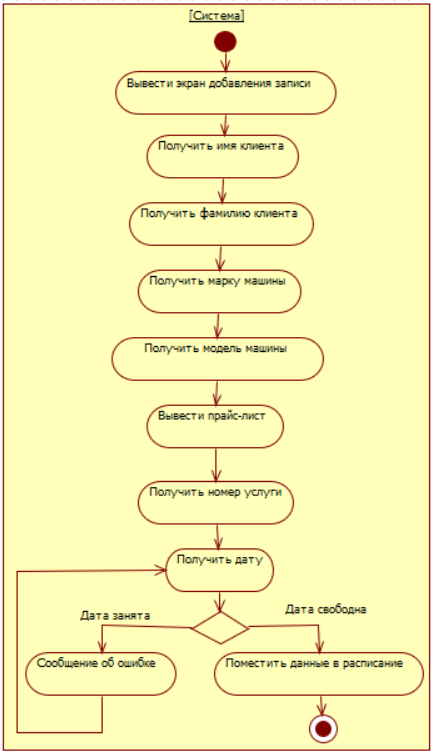 [Система]
Вывести экран добавления записи
Получить имя клиента
Получить фамилию клиента
Получить марку машины
Получить модель машины
Вывести прайс-лист
Получить номер услуги
Получить дату
Дата занята
Дата свободна
Сообщение об ошибке
Поместить данные в расписание